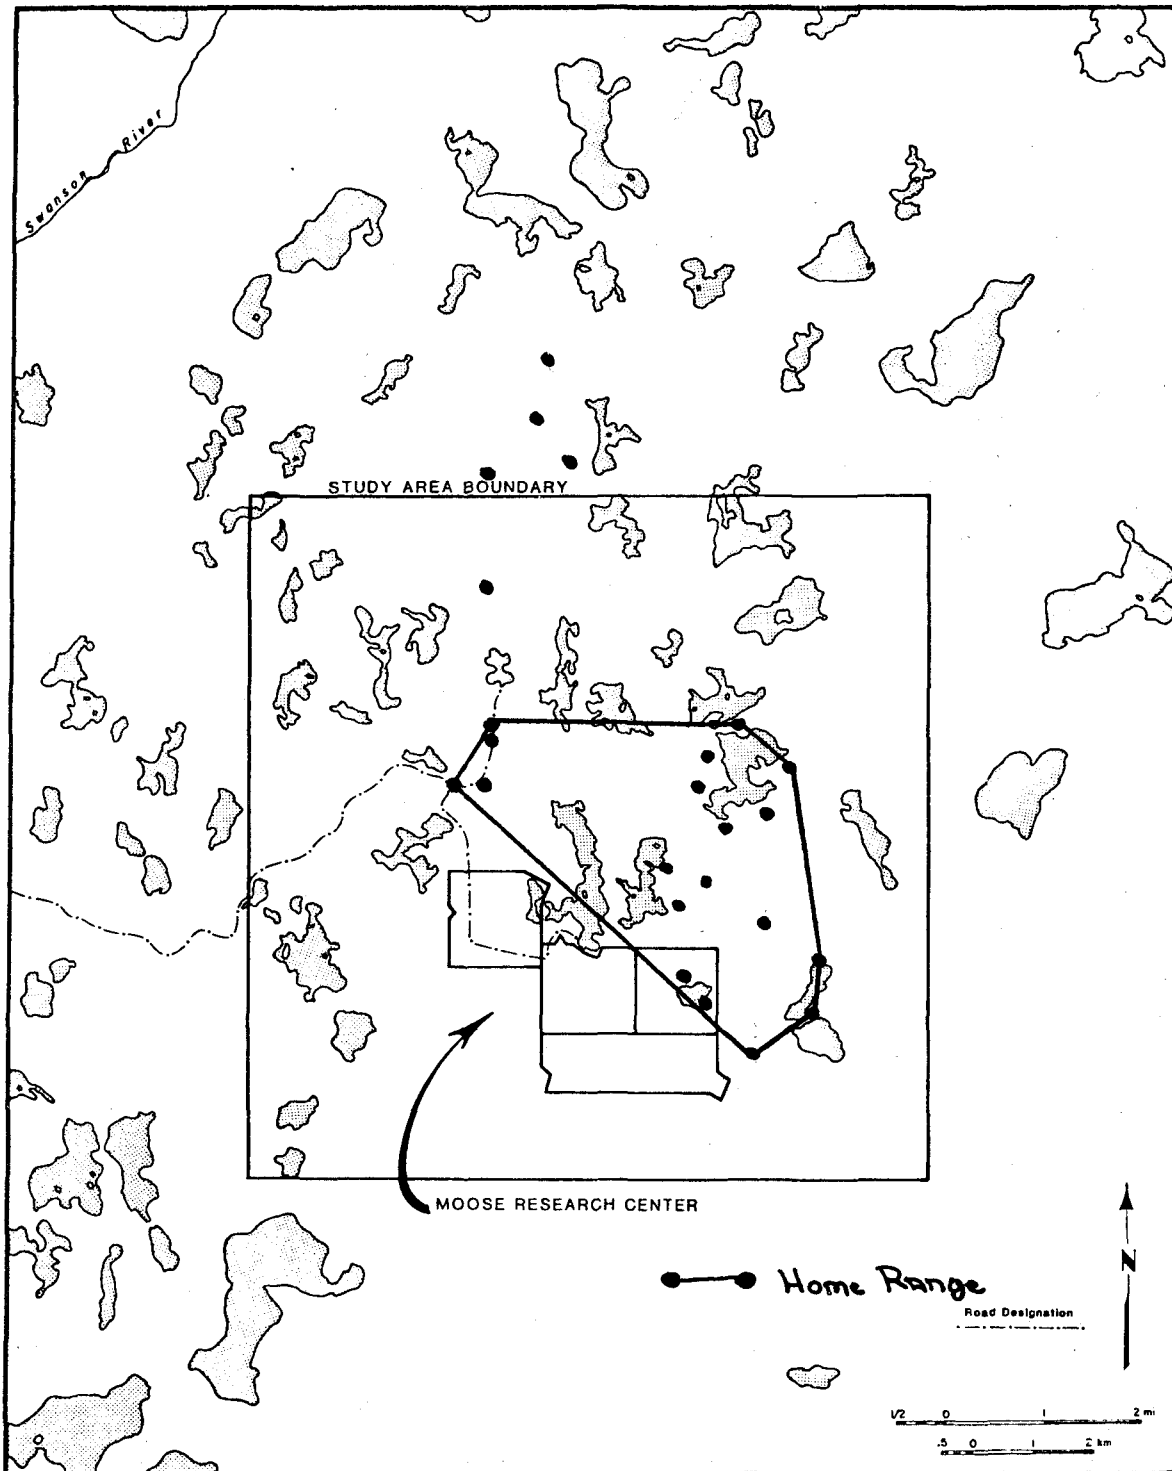 Swanson River
STUDY AREA BOUNDARY
MOOSE RESEARCH CENTER
N
Home Range
Road Designation
1/2 0 1 2 mi
.5 0 1 2 km